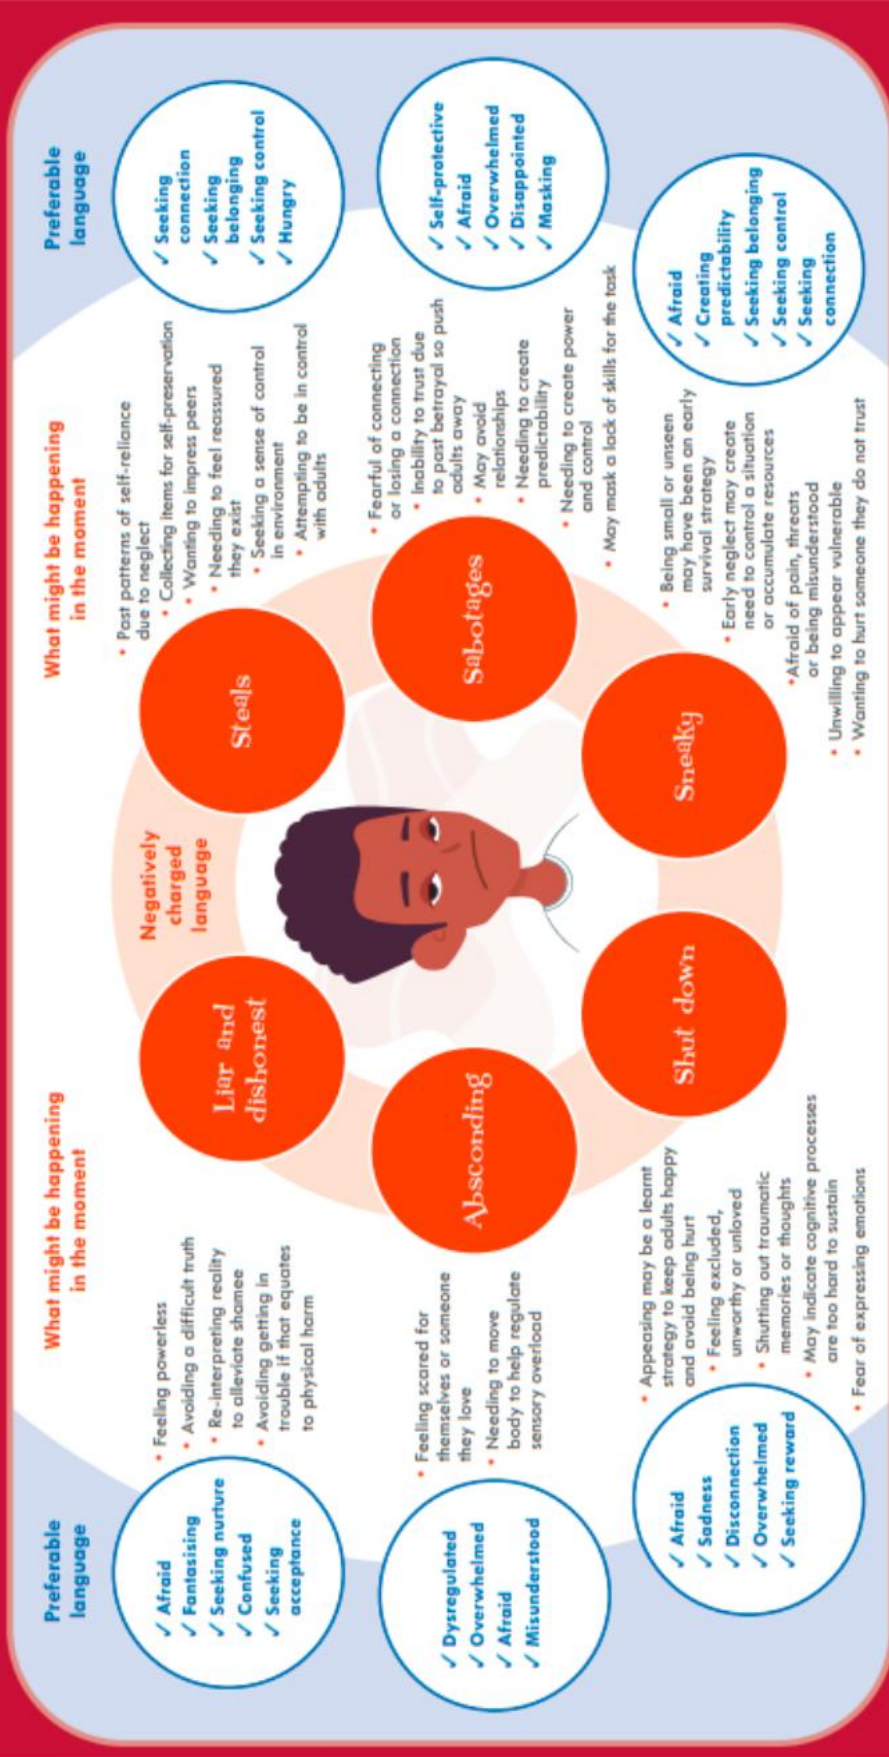 Preferable
language
What might be happening
in the moment
Negatively
charged
language
What might be happening
in the moment
Preferable
language
✓ Afraid
✓ Fantasising
✓ Seeking nurture
✓ Confused
✓ Seeking
acceptance
• Feeling powerless
• Avoiding a difficult truth
• Re-interpreting reality
to alleviate shamee
• Avoiding getting in
trouble if that equates
to physical harm
Liar and
dishonest
Steals
• Past patterns of self-reliance
due to neglect
• Collecting items for self-preservation
• Wanting to impress peers
• Needing to feel reassured
they exist
• Seeking a sense of control
in environment
• Attempting to be in control
with adults
✓ Seeking
connection
✓ Seeking
belonging
✓ Seeking control
✓ Hungry
✓ Dysregulated
✓ Overwhelmed
✓ Afraid
✓ Misunderstood
• Feeling scared for
themselves or someone
they love
• Needing to move
body to help regulate
sensory overload
Absconding
Sabotages
• Fearful of connecting
or losing a connection
• Inability to trust due
to past betrayal so push
adults away
• May avoid
relationships
• Needing to create
predictability
• Needing to create power
and control
• May mask a lack of skills for the task
✓ Self-protective
✓ Afraid
✓ Overwhelmed
✓ Disappointed
✓ Masking
✓ Afraid
✓ Sadness
✓ Disconnection
✓ Overwhelmed
✓ Seeking reward
• Appeasing may be a learnt
strategy to keep adults happy
and avoid being hurt
• Feeling excluded,
unworthy or unloved
• Shutting out traumatic
memories or thoughts
• May indicate cognitive processes
are too hard to sustain
• Fear of expressing emotions
Shut down
Sneaky
• Being small or unseen
may have been an early
survival strategy
• Early neglect may create
need to control a situation
or accumulate resources
•Afraid of pain, threats
or being misunderstood
• Unwilling to appear vulnerable
• Wanting to hurt someone they do not trust
✓ Afraid
✓ Creating
predictability
✓ Seeking belonging
✓ Seeking control
✓ Seeking
connection